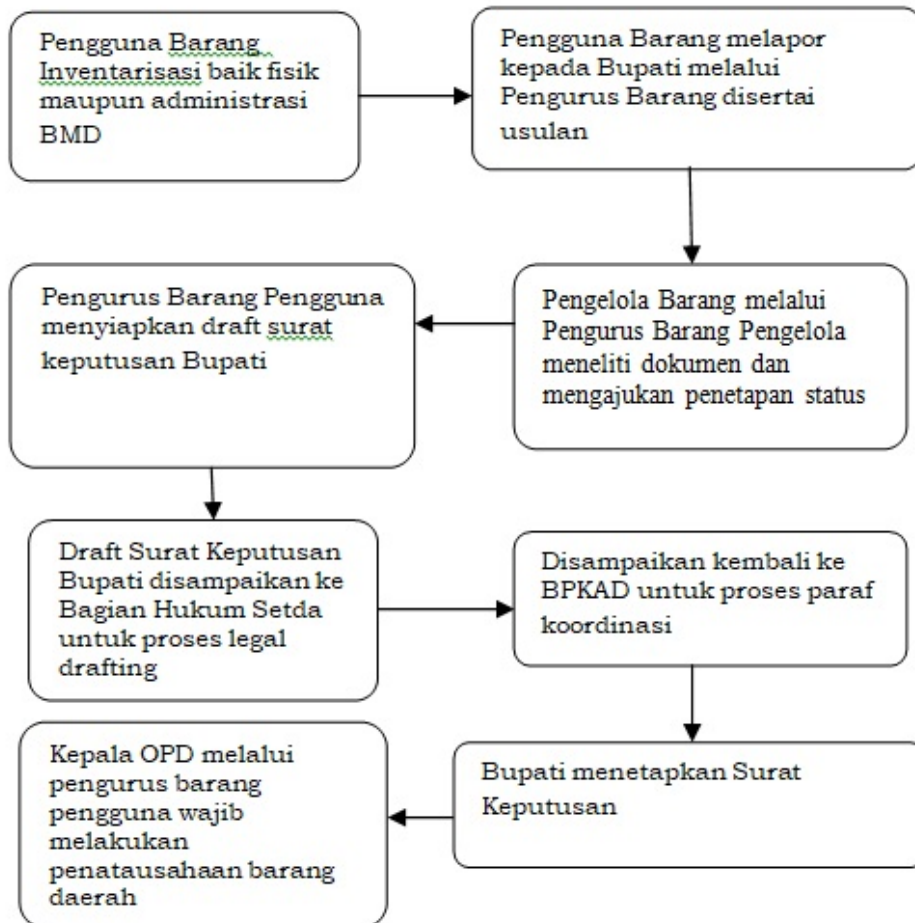 Pengguna Barang
Inventarisasi baik fisik
maupun administrasi
BMD
Pengguna Barang melapor
kepada Bupati melalui
Pengurus Barang disertai
usulan
Pengelola Barang melalui
Pengurus Barang Pengelola
meneliti dokumen dan
mengajukan penetapan status
Pengurus Barang Pengguna
menyiapkan draft surat
keputusan Bupati
Draft Surat Keputusan
Bupati disampaikan ke
Bagian Hukum Setda
untuk proses legal
drafting
Disampaikan kembali ke
BPKAD untuk proses paraf
koordinasi
Bupati menetapkan Surat
Keputusan
Kepala OPD melalui
pengurus barang
pengguna wajib
melakukan
penatausahaan barang
daerah